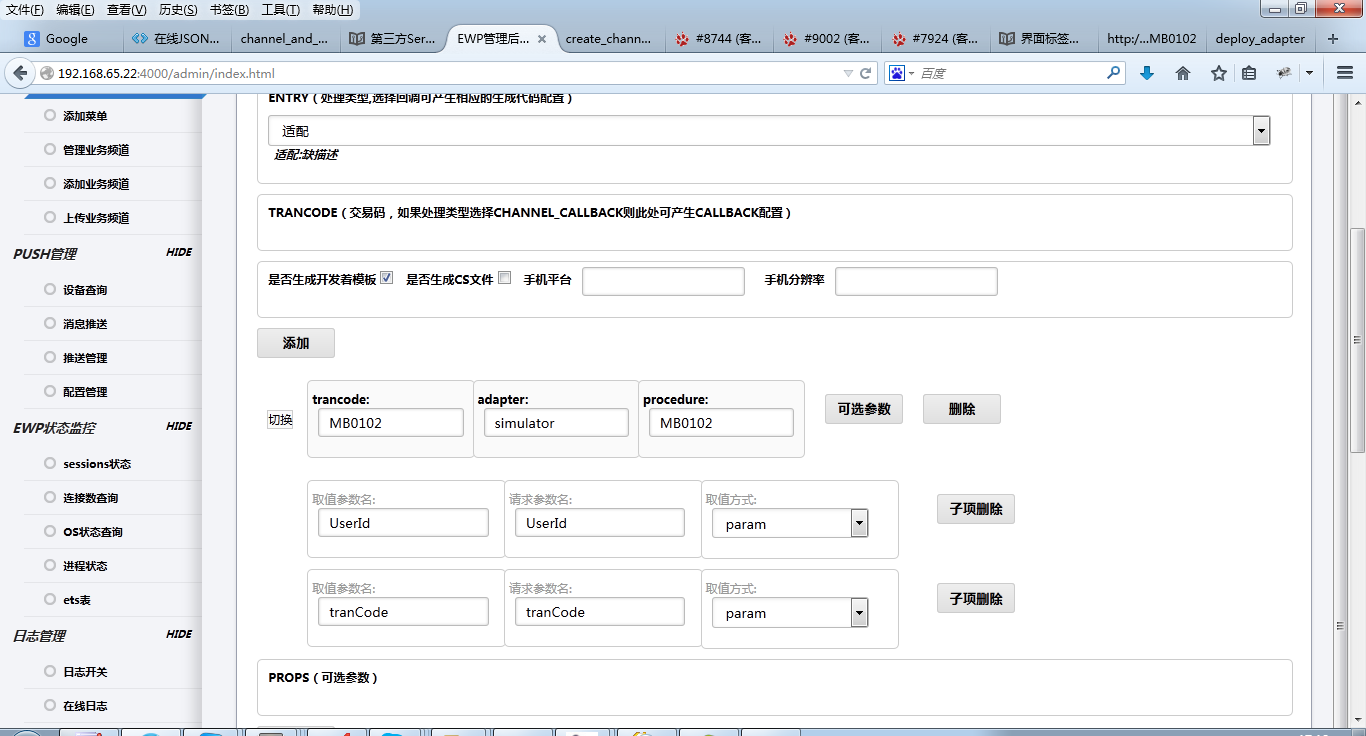 文件(F) 编辑(E) 查看(V) 历史(S) 书签(B) 工具(T) 帮助(H)
Google 在线JSON... channel_and_... 第三方Ser... EWP管理后... create_chann... #8744 (客... #9002 (客... #7924 (客... 界面标签... http:/...MB0102 deploy_adapter
192.168.65.22:4000/admin/index.html 百度
添加菜单
管理业务频道
添加业务频道
上传业务频道
PUSH管理 HIDE
设备查询
消息推送
推送管理
配置管理
EWP状态监控 HIDE
sessions状态
连接数查询
OS状态查询
进程状态
ets表
日志管理 HIDE
日志开关
在线日志
ENTRY（处理类型,选择回调可产生相应的生成代码配置）
适配
适配:缺描述
TRANCODE（交易码，如果处理类型选择CHANNEL_CALLBACK则此处可产生CALLBACK配置）
是否生成开发着模板 是否生成CS文件 手机平台 手机分辨率
添加
切换
trancode: adapter: procedure:
MB0102 simulator MB0102
可选参数 删除
取值参数名: 请求参数名: 取值方式:
UserId UserId param
子项删除
取值参数名: 请求参数名: 取值方式:
tranCode tranCode param
子项删除
PROPS（可选参数）